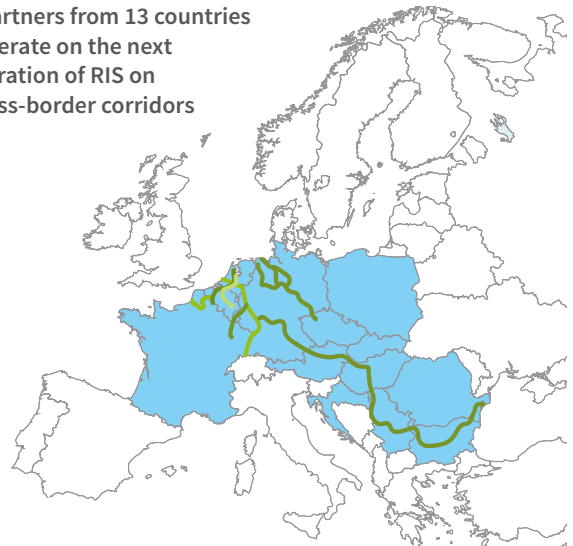 artners from 13 countries
erate on the next
ration of RIS on
ss-border corridors